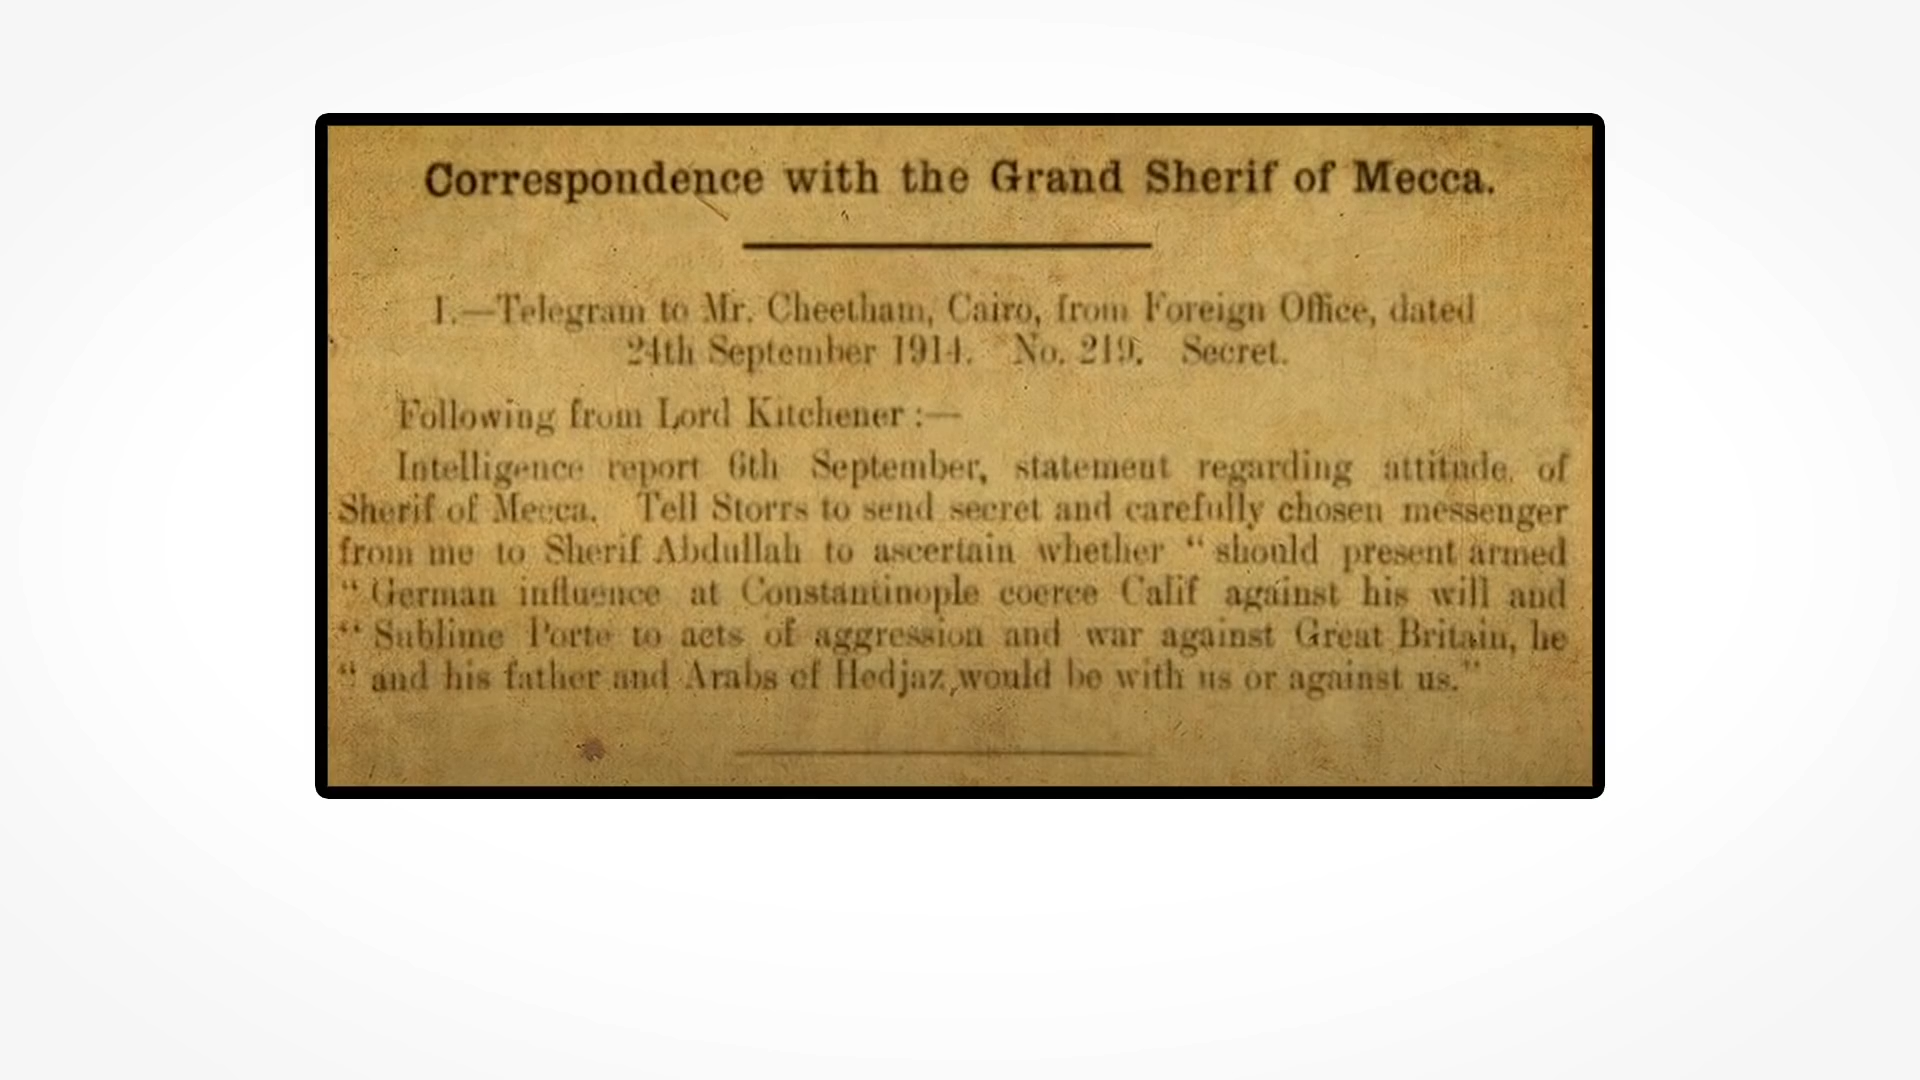 Correspondence with the Grand Sherif of Mecca.
1.—Telegram to Mr. Cheetham, Cairo, from Foreign Office, dated
24th September 1914. No. 219. Secret.
Following from Lord Kitchener :—
Intelligence report 6th September, statement regarding attitude of
Sherif of Mecca. Tell Storrs to send secret and carefully chosen messenger
from me to Sherif Abdullah to ascertain whether “ should present armed
“ German influence at Constantinople coerce Calif against his will and
“ Sublime Porte to acts of aggression and war against Great Britain, he
“ and his father and Arabs of Hedjaz would be with us or against us.”